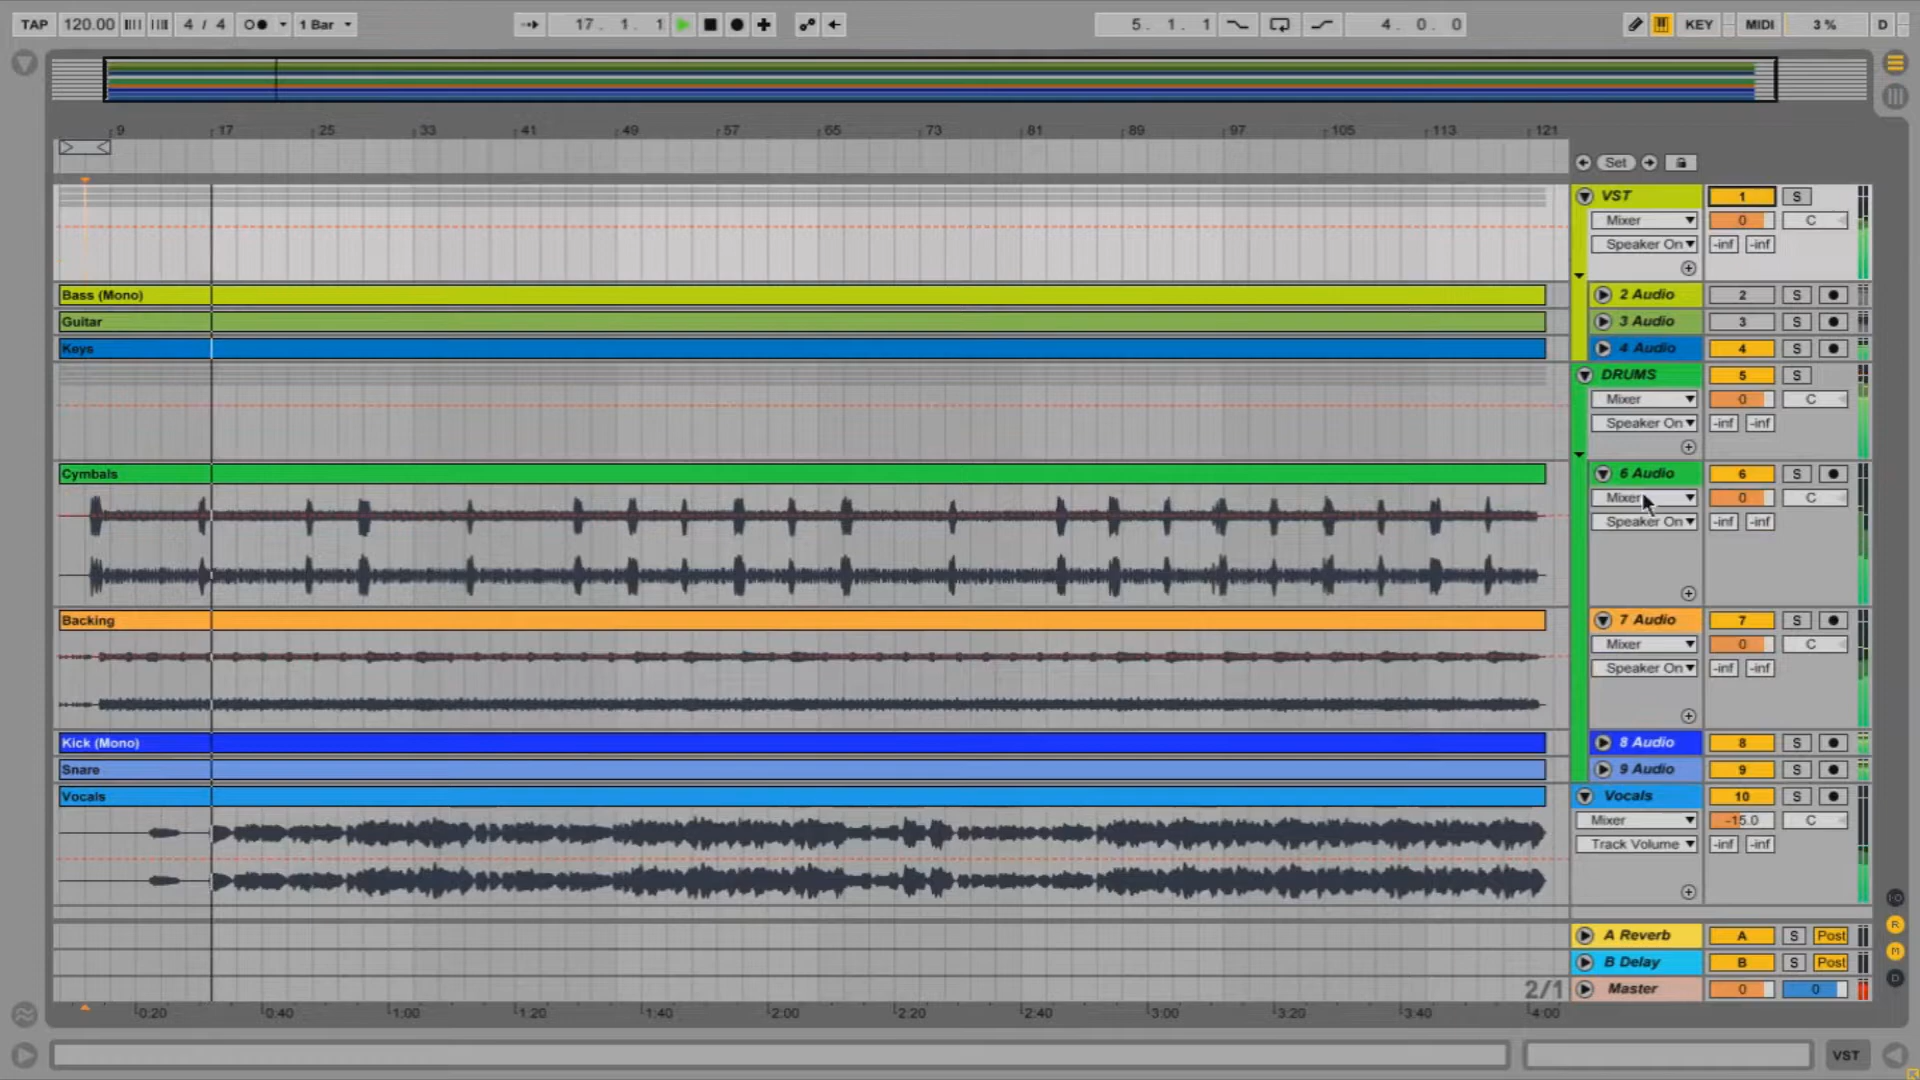 TAP 120.00 4 / 4 1 Bar 17. 1. 1 5. 1. 1 4. 0. 0 KEY MIDI 3 % D
9 17 25 33 41 49 57 65 73 81 89 97 105 113 121
Set
VST 1 S
Mixer 0 C
Speaker On -inf -inf
Bass (Mono) 2 Audio 2 S
Guitar 3 Audio 3 S
Keys 4 Audio 4 S
DRUMS 5 S
Mixer 0 C
Speaker On -inf -inf
Cymbals 6 Audio 6 S
Mixer 0 C
Speaker On -inf -inf
Backing 7 Audio 7 S
Mixer 0 C
Speaker On -inf -inf
Kick (Mono) 8 Audio 8 S
Snare 9 Audio 9 S
Vocals Vocals 10 S
Mixer -15.0 C
Track Volume -inf -inf
A Reverb A S Post
B Delay B S Post
2/1 Master 0 0
0:20 0:40 1:00 1:20 1:40 2:00 2:20 2:40 3:00 3:20 3:40 4:00
R
M
D
VST